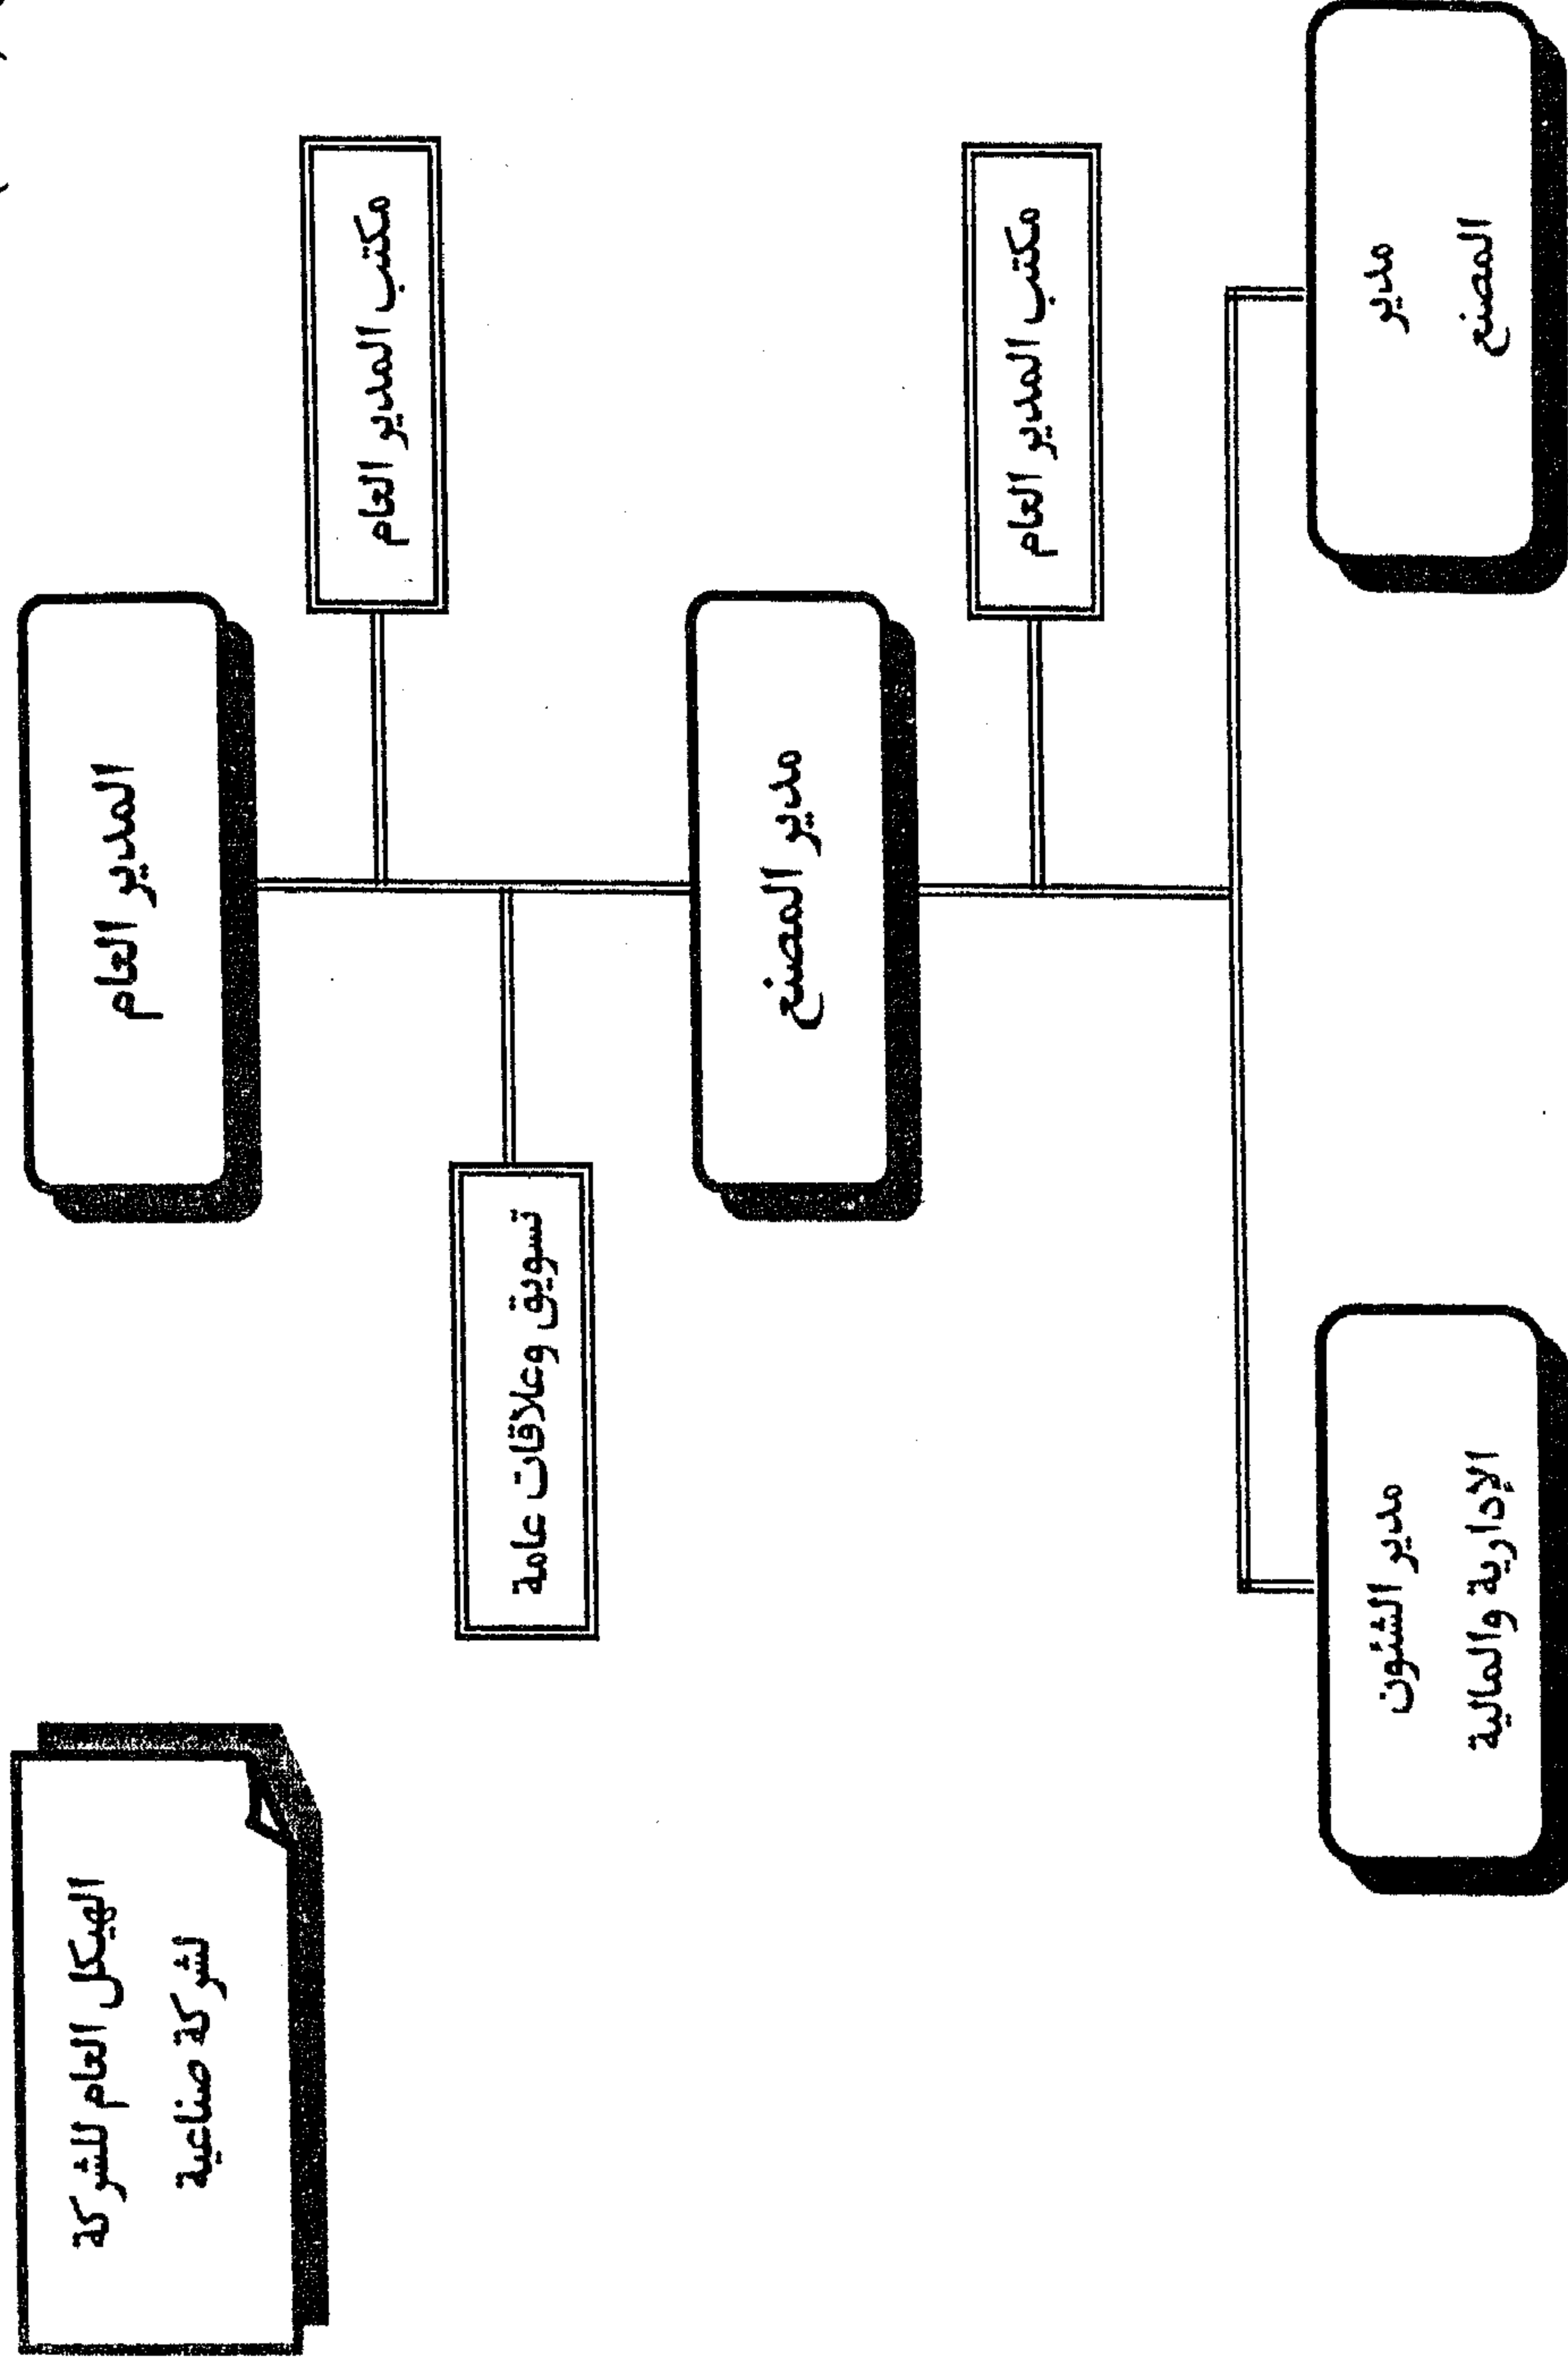 الهيكل العام للشركة
لشركة صناعية
المدير العام
مكتب المدير العام
تسويق وعلاقات عامة
مدير المصنع
مكتب المدير العام
مدير
المصنع
مدير الشئون
الإدارية والمالية